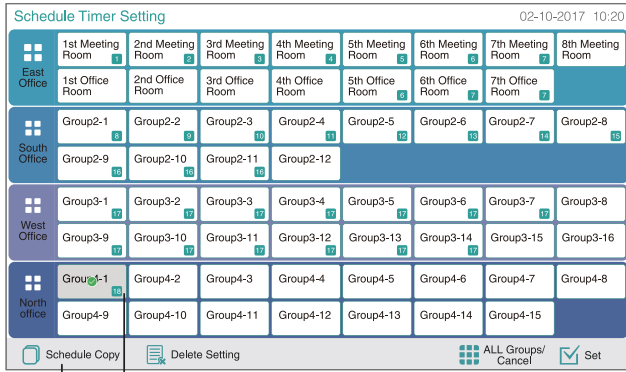 Schedule Timer Setting 02-10-2017 10:20
East Office
1st Meeting Room 1 2nd Meeting Room 2 3rd Meeting Room 3 4th Meeting Room 4 5th Meeting Room 5 6th Meeting Room 6 7th Meeting Room 7 8th Meeting Room
1st Office Room 2nd Office Room 3rd Office Room 4th Office Room 5th Office Room 6 6th Office Room 7 7th Office Room 7
South Office
Group2-1 8 Group2-2 9 Group2-3 10 Group2-4 11 Group2-5 12 Group2-6 13 Group2-7 14 Group2-8 15
Group2-9 16 Group2-10 16 Group2-11 16 Group2-12
West Office
Group3-1 17 Group3-2 17 Group3-3 17 Group3-4 17 Group3-5 17 Group3-6 17 Group3-7 17 Group3-8
Group3-9 17 Group3-10 17 Group3-11 17 Group3-12 17 Group3-13 17 Group3-14 17 Group3-15 Group3-16
North office
Group4-1 18 Group4-2 Group4-3 Group4-4 Group4-5 Group4-6 Group4-7 Group4-8
Group4-9 Group4-10 Group4-11 Group4-12 Group4-13 Group4-14 Group4-15
Schedule Copy Delete Setting ALL Groups/ Cancel Set